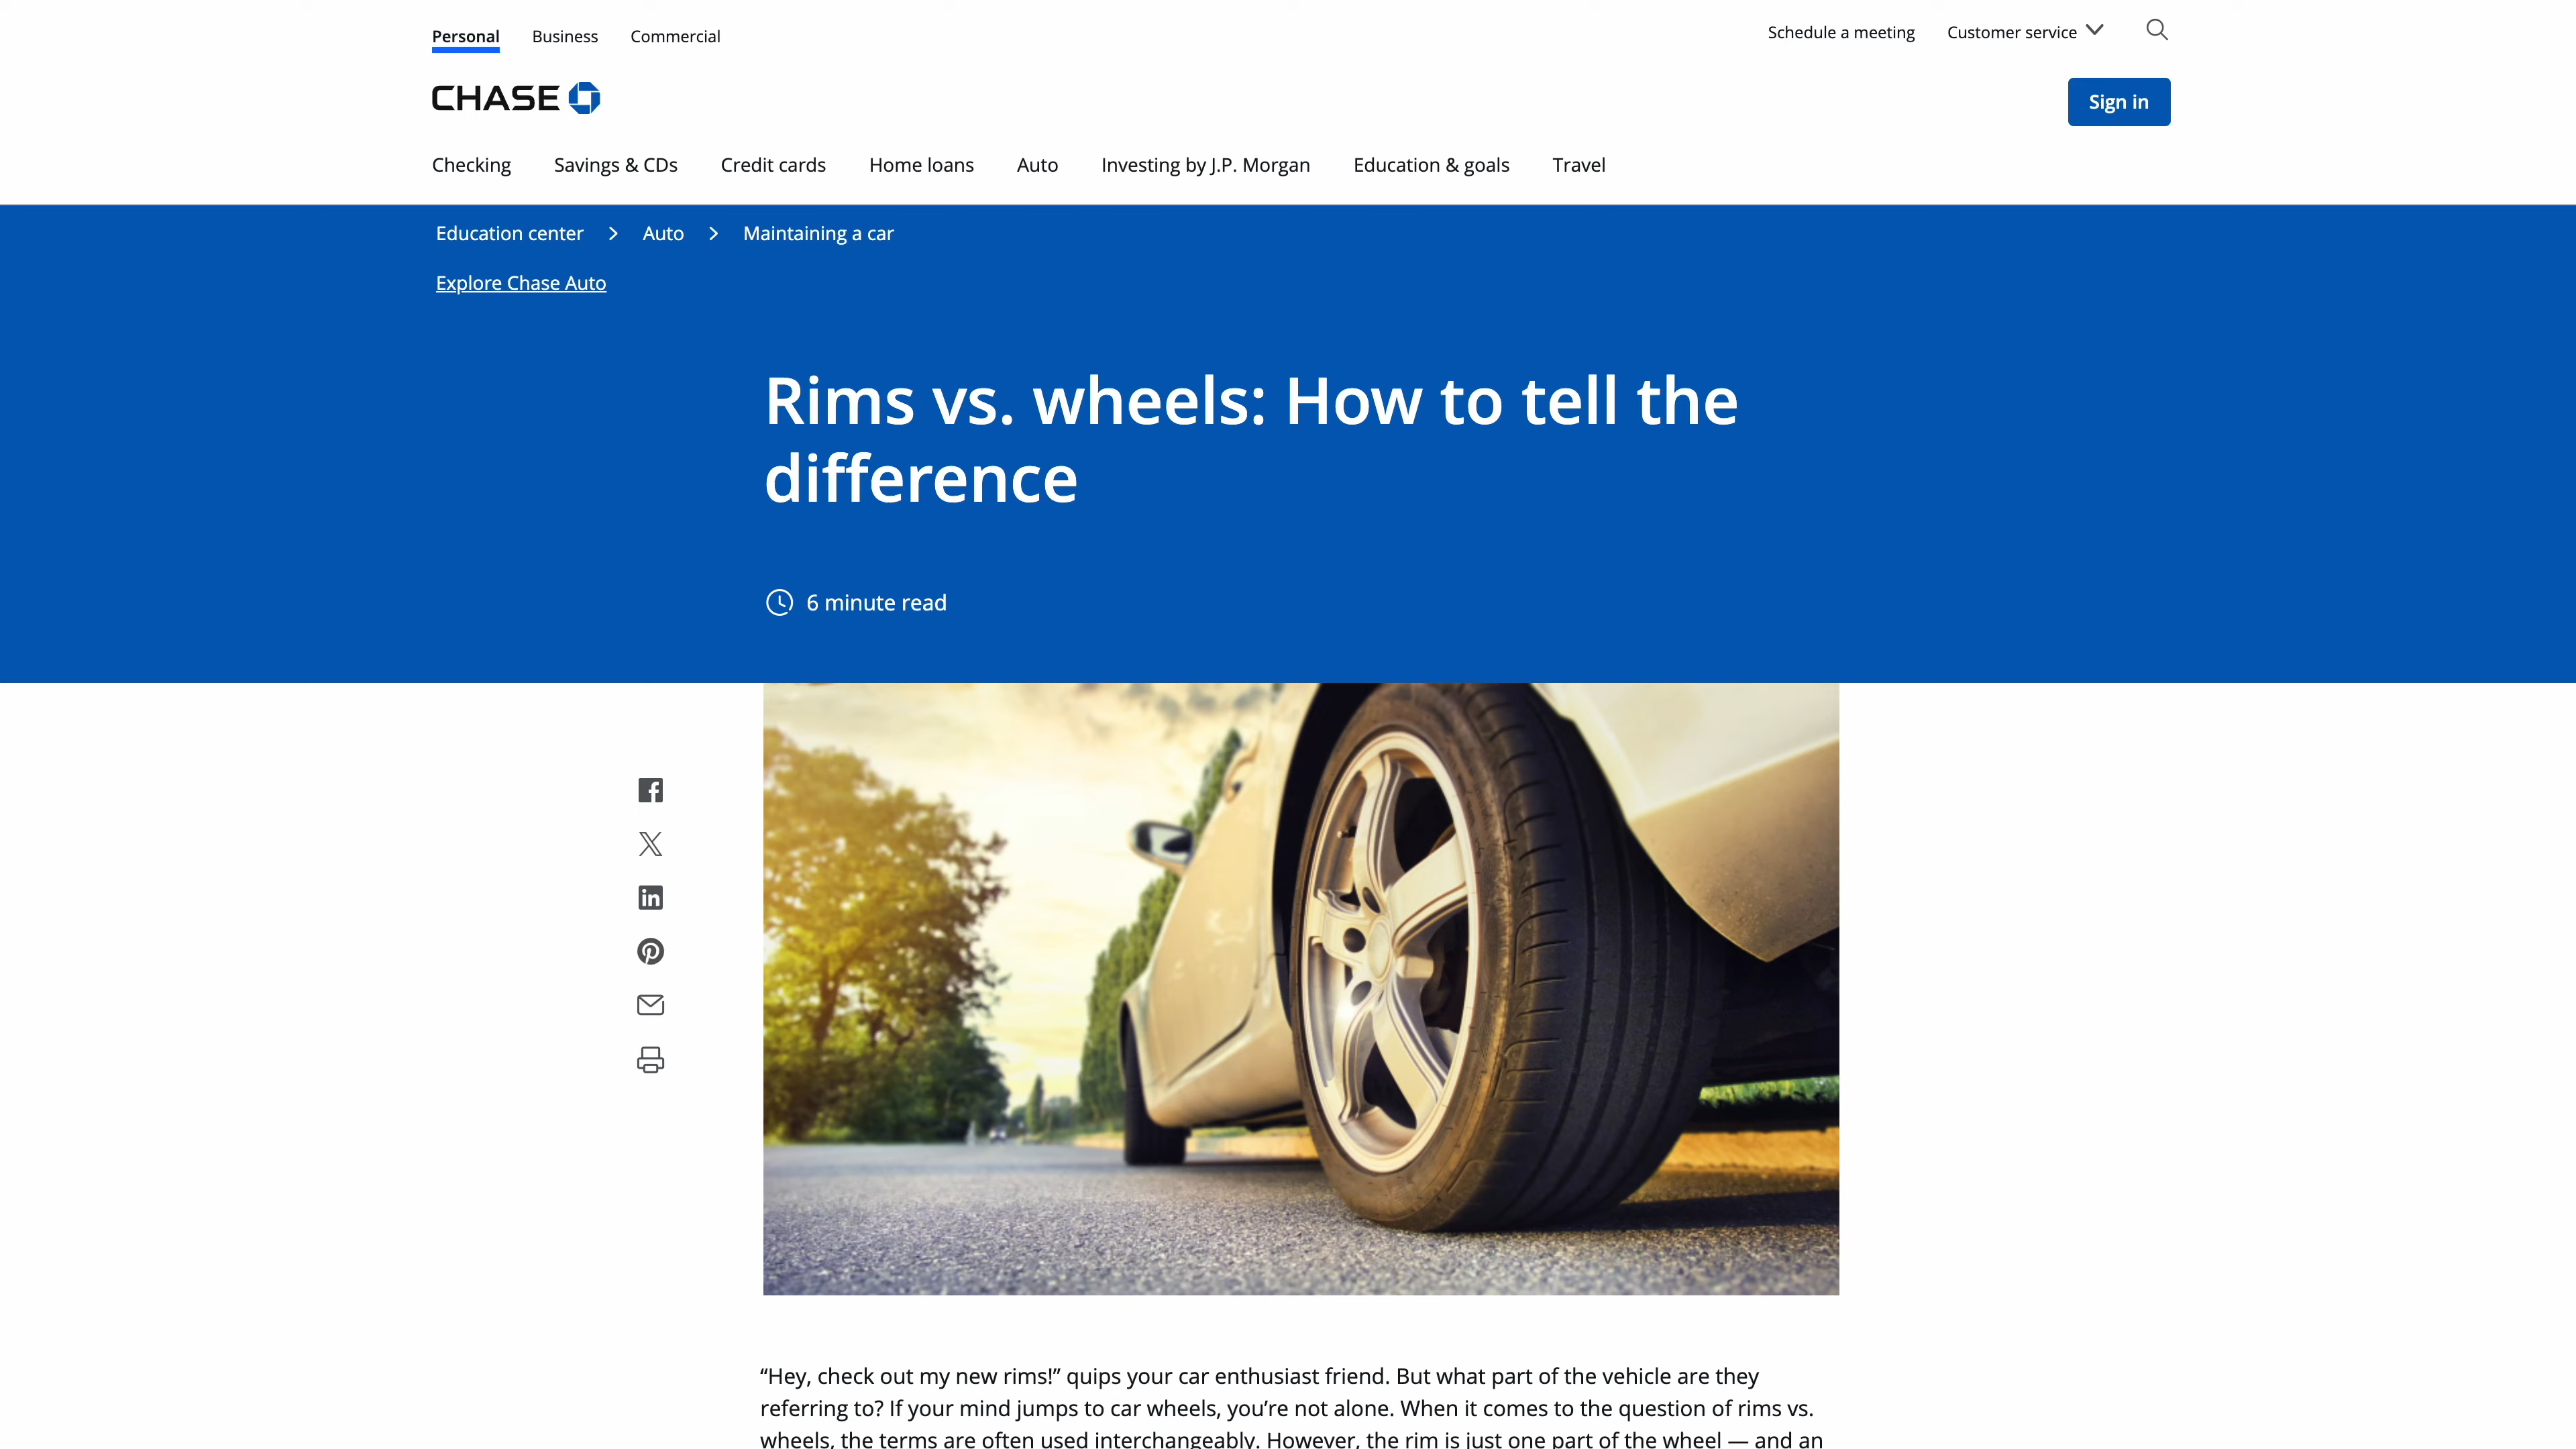 Personal Business Commercial Schedule a meeting Customer service
CHASE
Sign in
Checking Savings & CDs Credit cards Home loans Auto Investing by J.P. Morgan Education & goals Travel
Education center > Auto > Maintaining a car
Explore Chase Auto
Rims vs. wheels: How to tell the
difference
6 minute read
“Hey, check out my new rims!” quips your car enthusiast friend. But what part of the vehicle are they
referring to? If your mind jumps to car wheels, you’re not alone. When it comes to the question of rims vs.
wheels, the terms are often used interchangeably. However, the rim is just one part of the wheel — and an